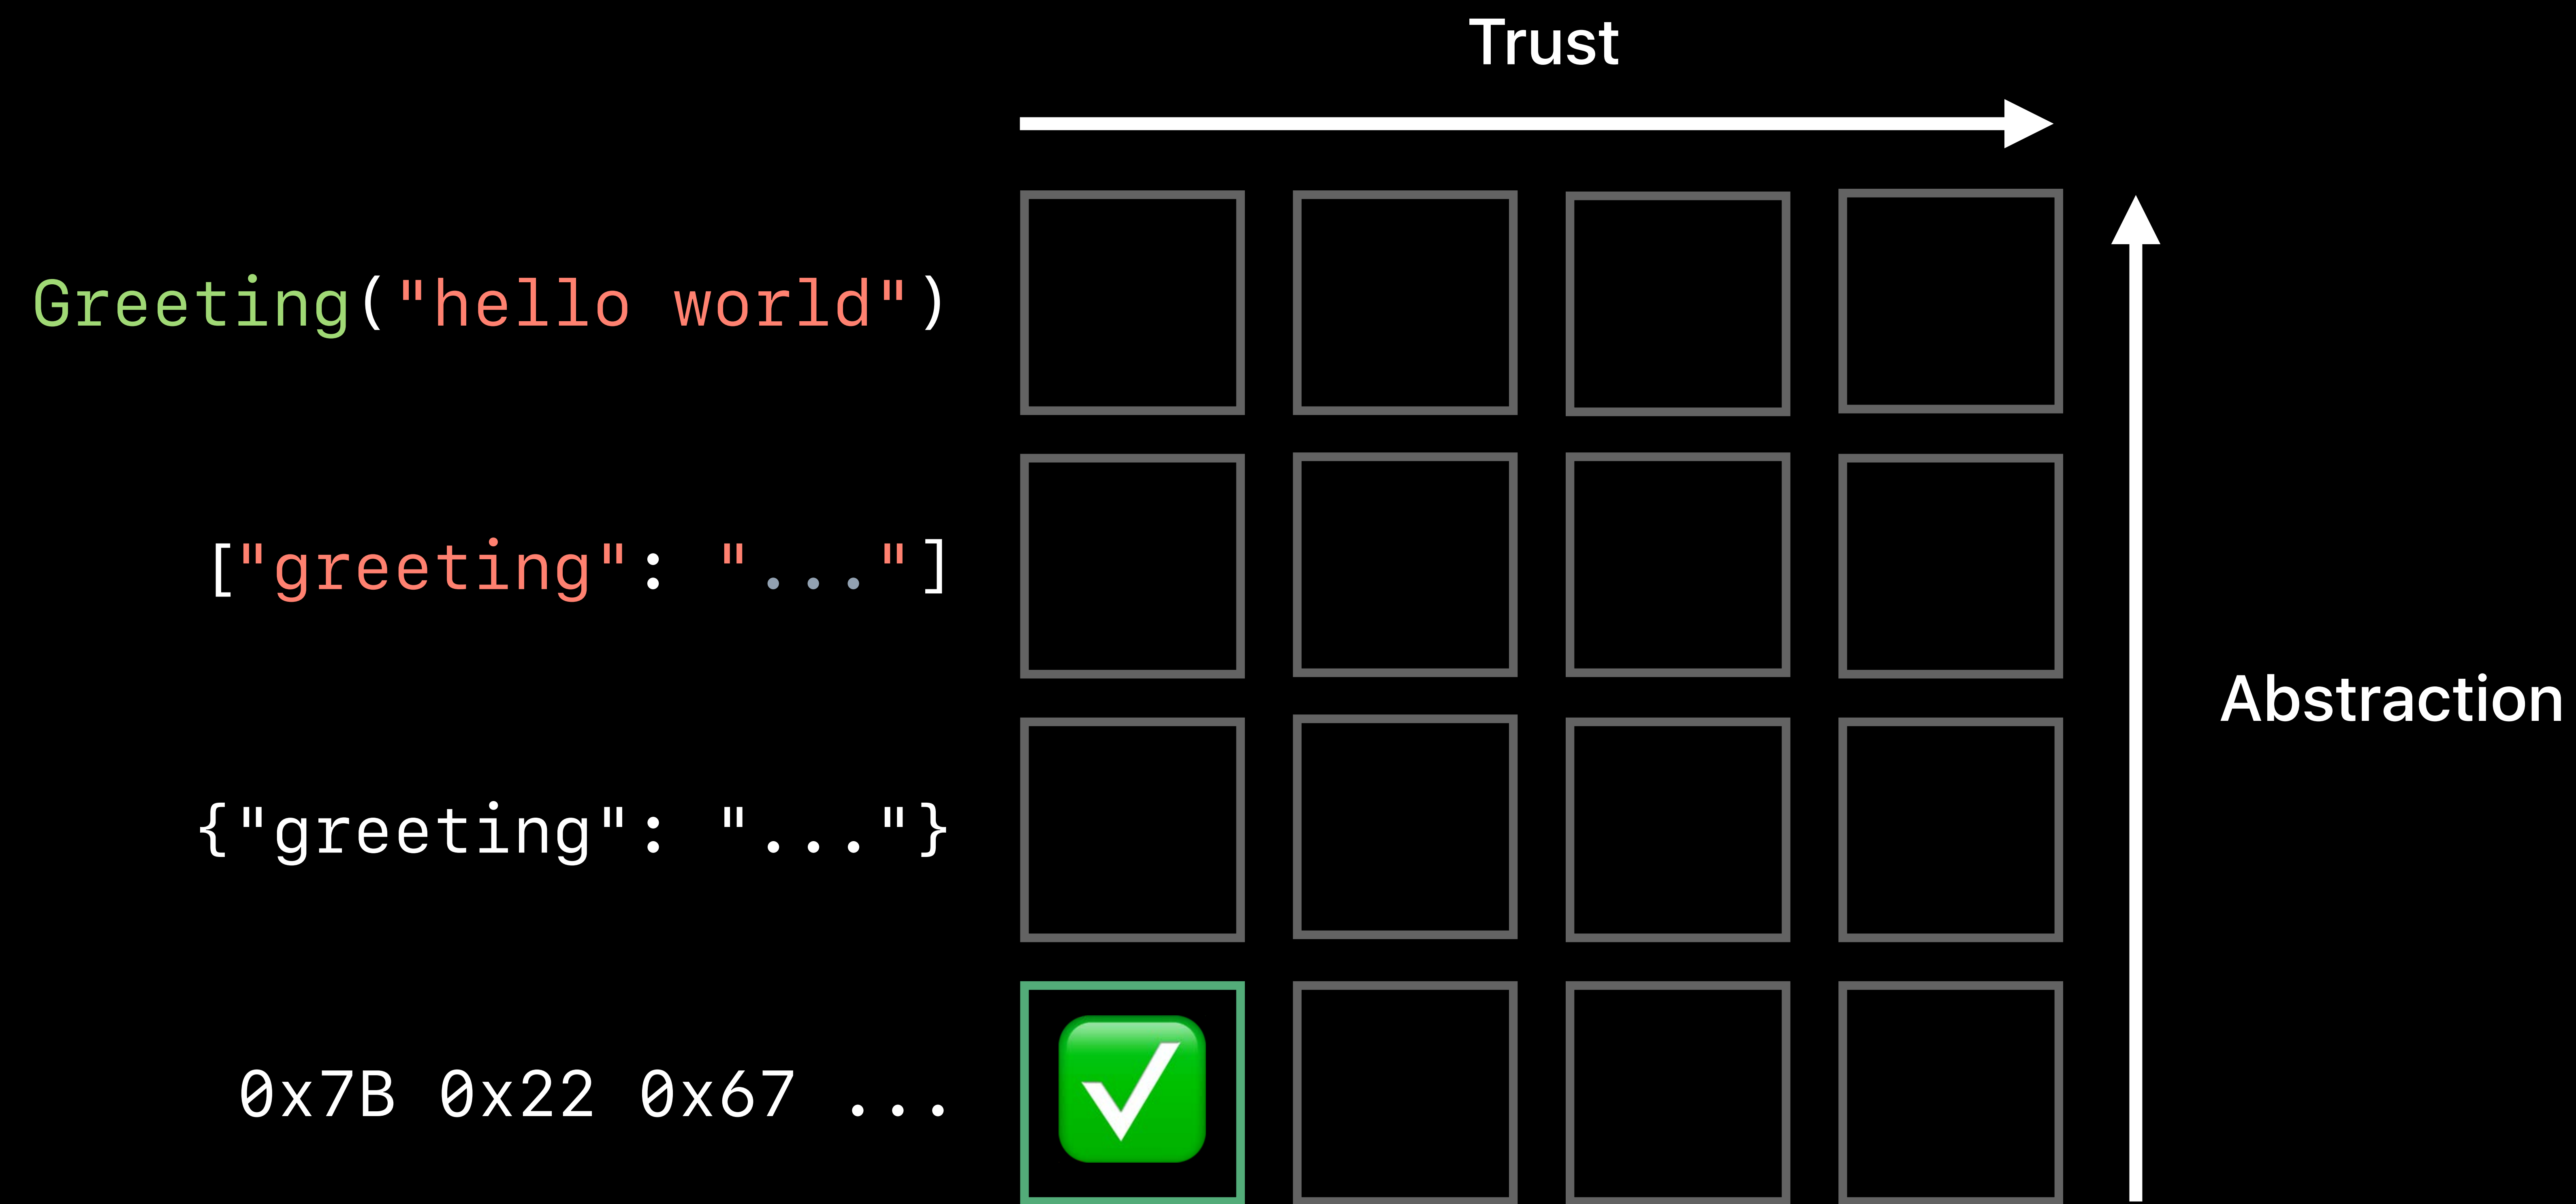 Trust
Greeting("hello world")
["greeting": "..."]
{"greeting": "..."}
Abstraction
0x7B 0x22 0x67 ...